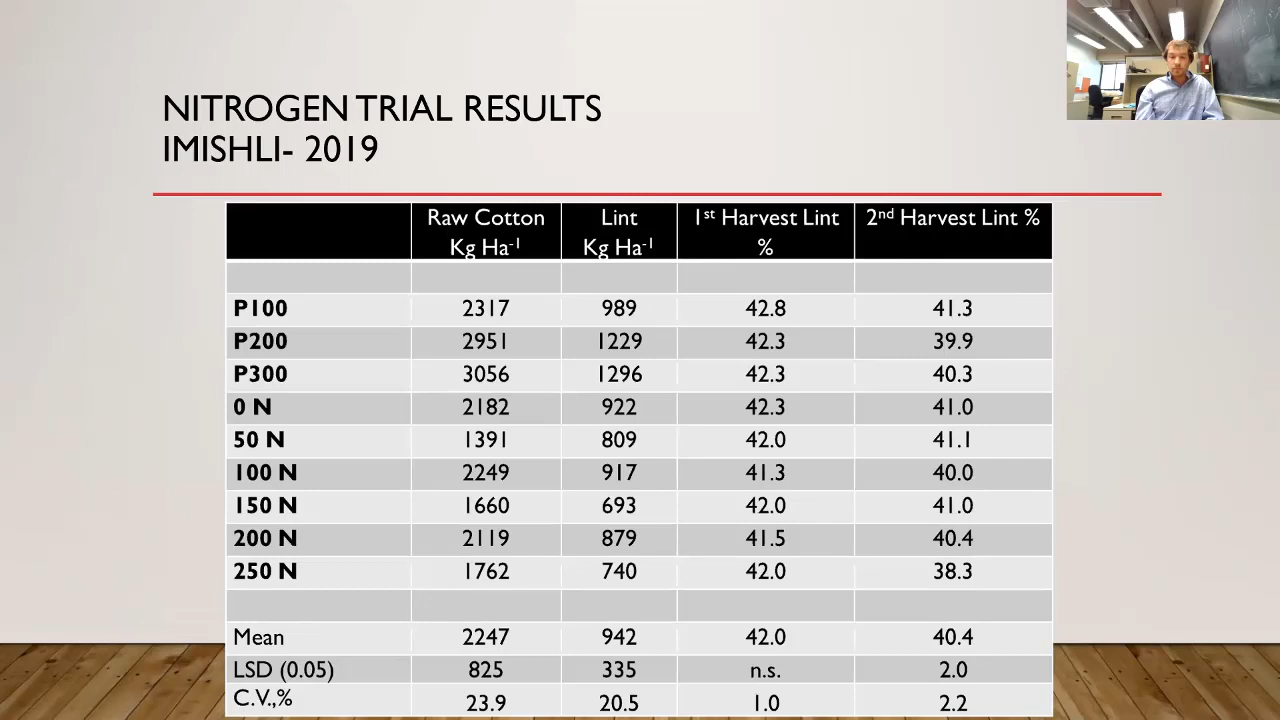 NITROGEN TRIAL RESULTS
IMISHLI- 2019
Raw Cotton Kg Ha⁻¹ Lint Kg Ha⁻¹ 1st Harvest Lint % 2nd Harvest Lint %
P100 2317 989 42.8 41.3
P200 2951 1229 42.3 39.9
P300 3056 1296 42.3 40.3
0 N 2182 922 42.3 41.0
50 N 1391 809 42.0 41.1
100 N 2249 917 41.3 40.0
150 N 1660 693 42.0 41.0
200 N 2119 879 41.5 40.4
250 N 1762 740 42.0 38.3
Mean 2247 942 42.0 40.4
LSD (0.05) 825 335 n.s. 2.0
C.V.,% 23.9 20.5 1.0 2.2